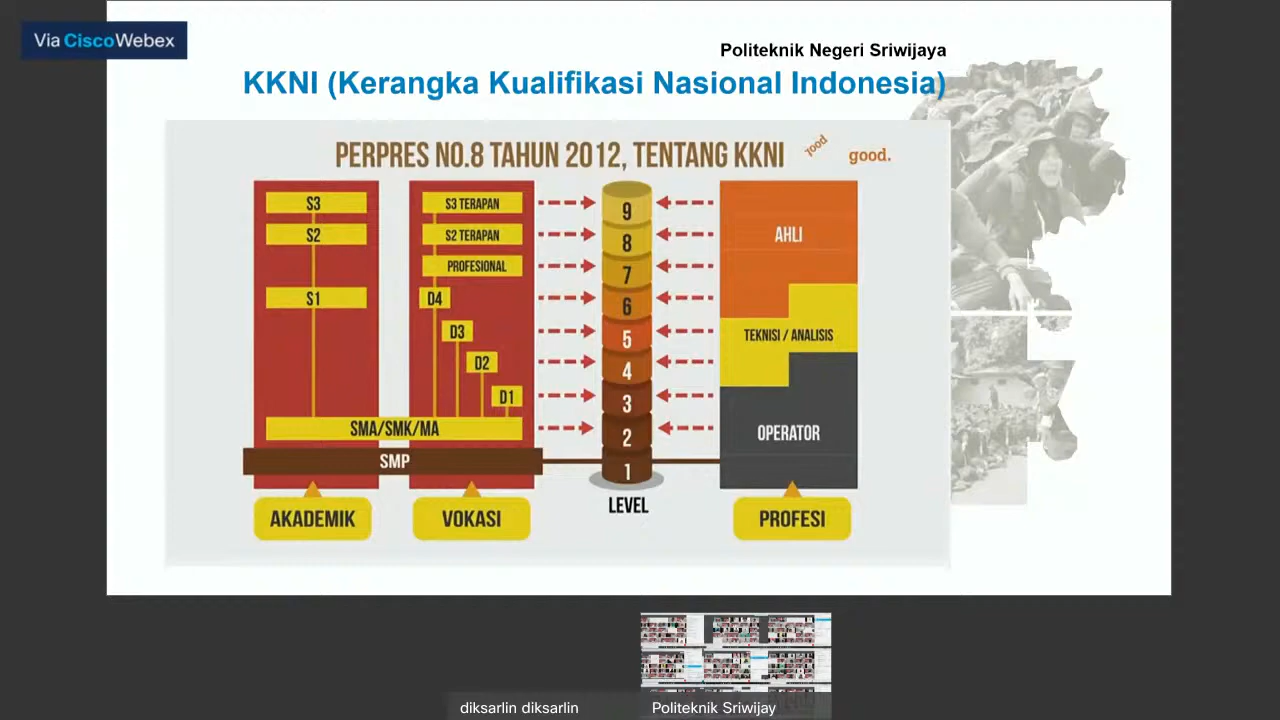 Via CiscoWebex
Politeknik Negeri Sriwijaya
KKNI (Kerangka Kualifikasi Nasional Indonesia)
PERPRES NO.8 TAHUN 2012, TENTANG KKNI
good.
S3
S3 TERAPAN
9
S2
S2 TERAPAN
8
AHLI
PROFESIONAL
7
S1
D4
6
D3
5
TEKNISI / ANALISIS
D2
4
D1
3
SMA/SMK/MA
2
OPERATOR
SMP
1
LEVEL
AKADEMIK
VOKASI
PROFESI
diksarlin diksarlin
Politeknik Sriwijay